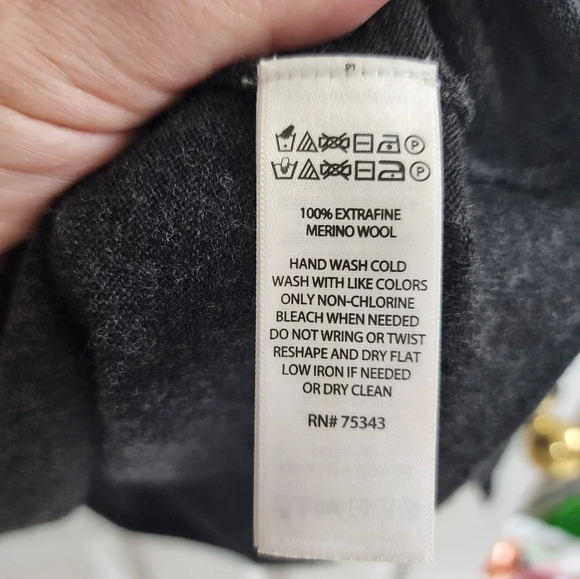 P
P
100% EXTRAFINE
MERINO WOOL
HAND WASH COLD
WASH WITH LIKE COLORS
ONLY NON-CHLORINE
BLEACH WHEN NEEDED
DO NOT WRING OR TWIST
RESHAPE AND DRY FLAT
LOW IRON IF NEEDED
OR DRY CLEAN
RN# 75343